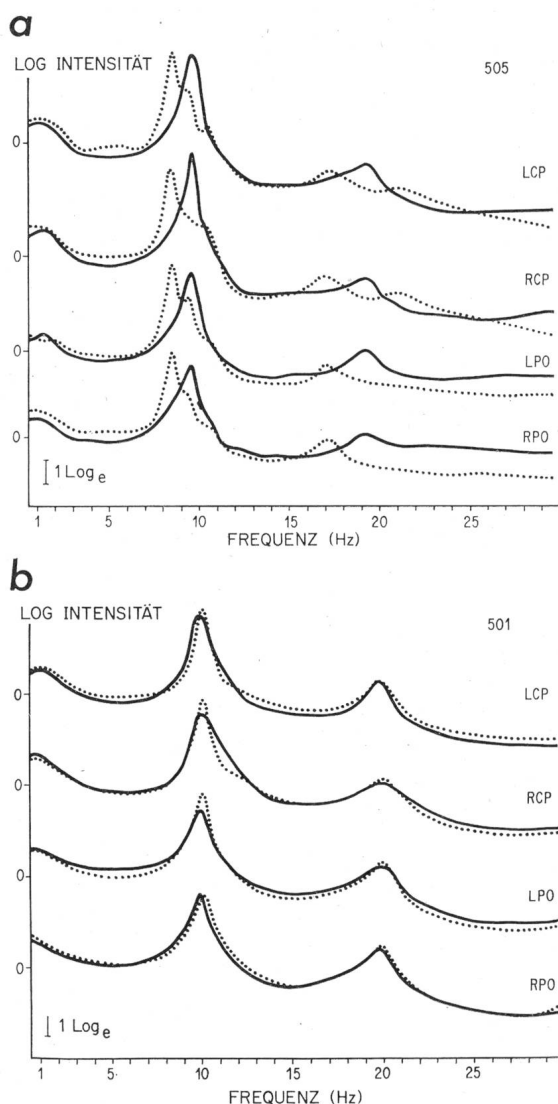 a
LOG INTENSITÄT
505
0
LCP
0
RCP
0
LPO
0
RPO
1 Logₑ
1 5 10 15 20 25
FREQUENZ (Hz)
b
LOG INTENSITÄT
501
0
LCP
0
RCP
0
LPO
0
RPO
1 Logₑ
1 5 10 15 20 25
FREQUENZ (Hz)